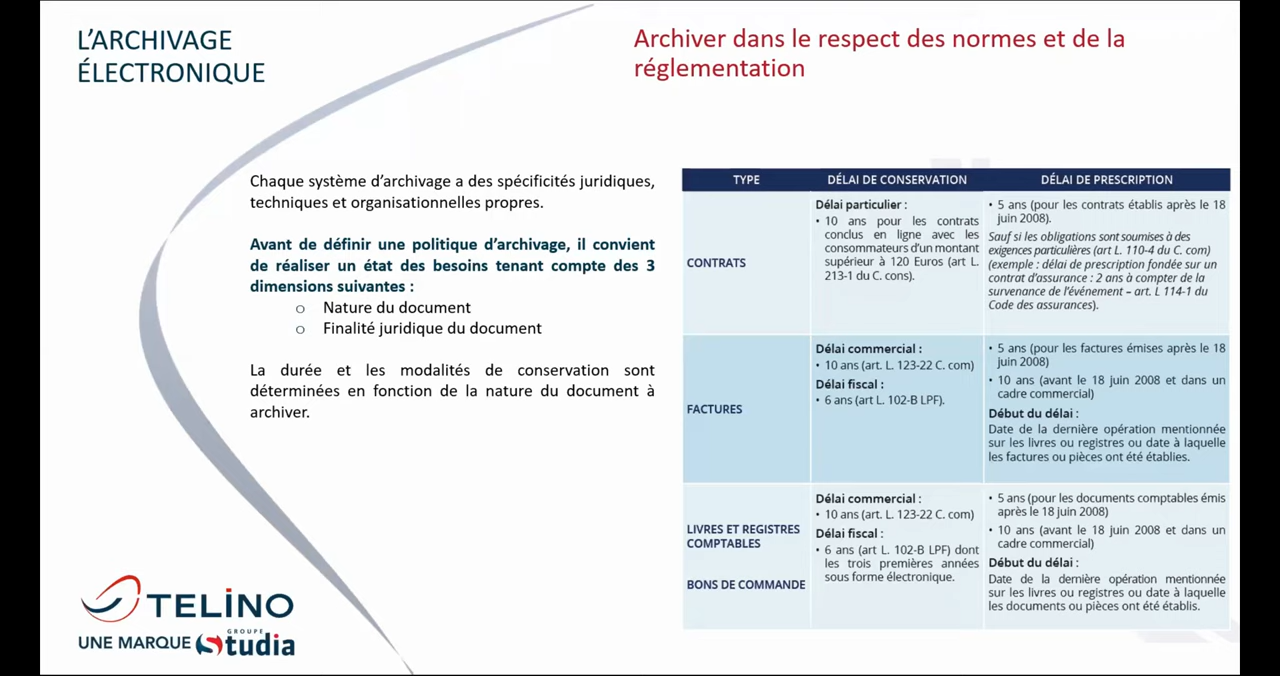 L'ARCHIVAGE
ÉLECTRONIQUE
Archiver dans le respect des normes et de la
réglementation
Chaque système d'archivage a des spécificités juridiques,
techniques et organisationnelles propres.
Avant de définir une politique d'archivage, il convient
de réaliser un état des besoins tenant compte des 3
dimensions suivantes :
o Nature du document
o Finalité juridique du document
La durée et les modalités de conservation sont
déterminées en fonction de la nature du document à
archiver.
TYPE
DÉLAI DE CONSERVATION
DÉLAI DE PRESCRIPTION
CONTRATS
Délai particulier :
• 10 ans pour les contrats
conclus en ligne avec les
consommateurs d'un montant
supérieur à 120 Euros (art L.
213-1 du C. cons).
• 5 ans (pour les contrats établis après le 18
juin 2008).
Sauf si les obligations sont soumises à des
exigences particulières (art L. 110-4 du C. com)
(exemple : délai de prescription fondée sur un
contrat d'assurance : 2 ans à compter de la
survenance de l'événement – art. L 114-1 du
Code des assurances).
FACTURES
Délai commercial :
• 10 ans (art. L. 123-22 C. com)
Délai fiscal :
• 6 ans (art L. 102-B LPF).
• 5 ans (pour les factures émises après le 18
juin 2008)
• 10 ans (avant le 18 juin 2008 et dans un
cadre commercial)
Début du délai :
Date de la dernière opération mentionnée
sur les livres ou registres ou date à laquelle
les factures ou pièces ont été établies.
LIVRES ET REGISTRES
COMPTABLES
BONS DE COMMANDE
Délai commercial :
• 10 ans (art. L. 123-22 C. com)
Délai fiscal :
• 6 ans (art L. 102-B LPF) dont
les trois premières années
sous forme électronique.
• 5 ans (pour les documents comptables émis
après le 18 juin 2008)
• 10 ans (avant le 18 juin 2008 et dans un
cadre commercial)
Début du délai :
Date de la dernière opération mentionnée
sur les livres ou registres ou date à laquelle
les documents ou pièces ont été établis.
TELINO
UNE MARQUE GROUPE Studia